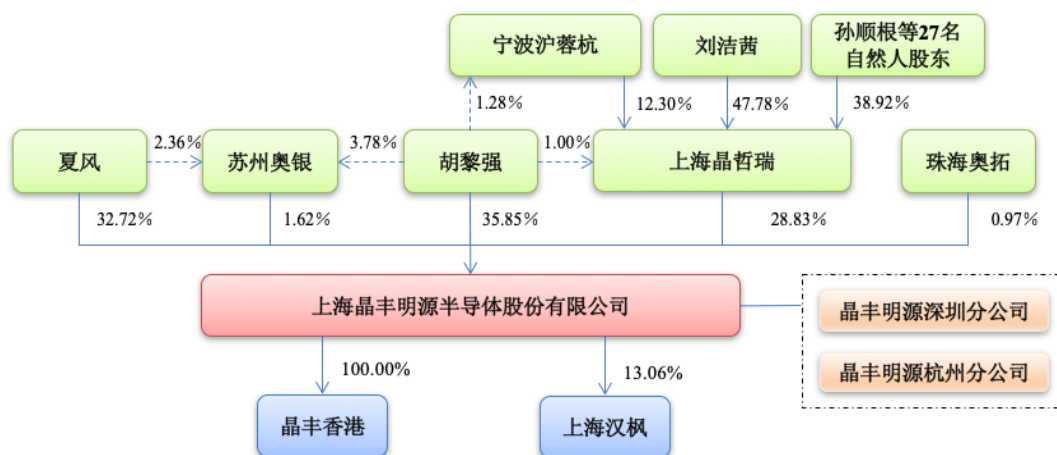 宁波沪蓉杭
刘洁茜
孙顺根等27名
自然人股东
1.28%
12.30%
47.78%
38.92%
夏风
2.36%
苏州奥银
3.78%
胡黎强
1.00%
上海晶哲瑞
珠海奥拓
32.72%
1.62%
35.85%
28.83%
0.97%
上海晶丰明源半导体股份有限公司
晶丰明源深圳分公司
晶丰明源杭州分公司
100.00%
13.06%
晶丰香港
上海汉枫